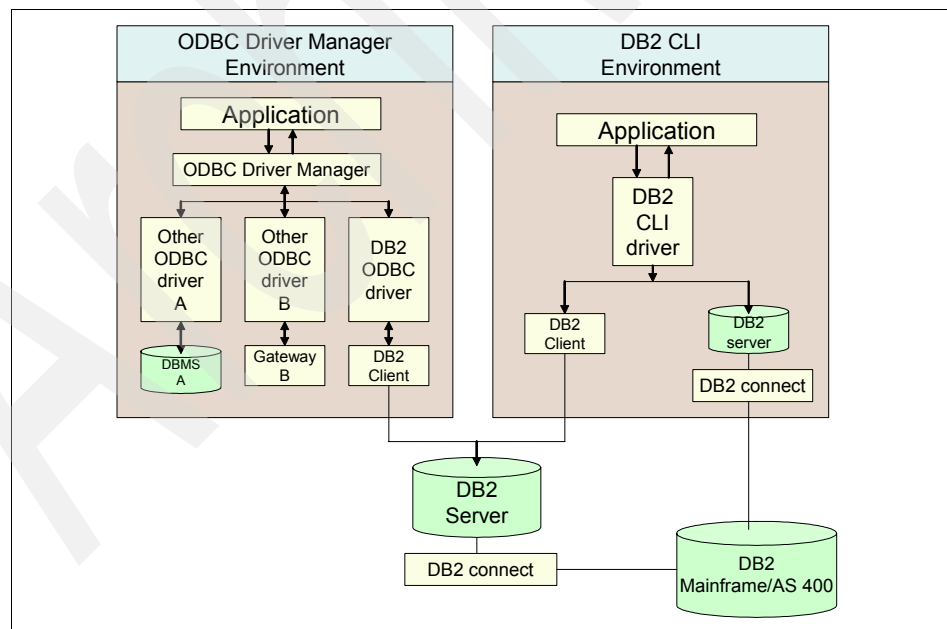 ODBC Driver Manager
Environment
Application
ODBC Driver Manager
Other
ODBC
driver
A
Other
ODBC
driver
B
DB2
ODBC
driver
DBMS
A
Gateway
B
DB2
Client
DB2 CLI
Environment
Application
DB2
CLI
driver
DB2
Client
DB2
server
DB2 connect
DB2
Server
DB2 connect
DB2
Mainframe/AS 400